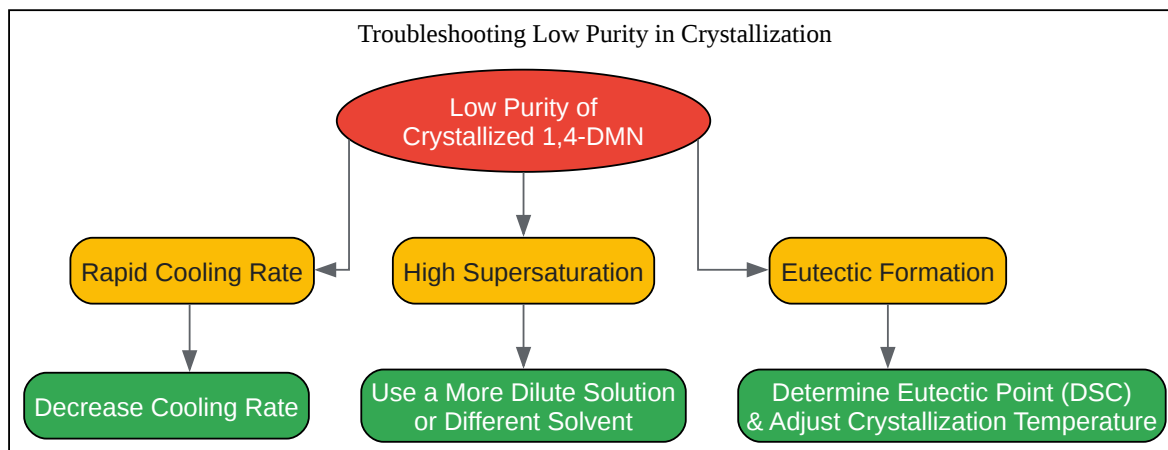 Troubleshooting Low Purity in Crystallization
Low Purity of
Crystallized 1,4-DMN
Rapid Cooling Rate
High Supersaturation
Eutectic Formation
Decrease Cooling Rate
Use a More Dilute Solution
or Different Solvent
Determine Eutectic Point (DSC)
& Adjust Crystallization Temperature